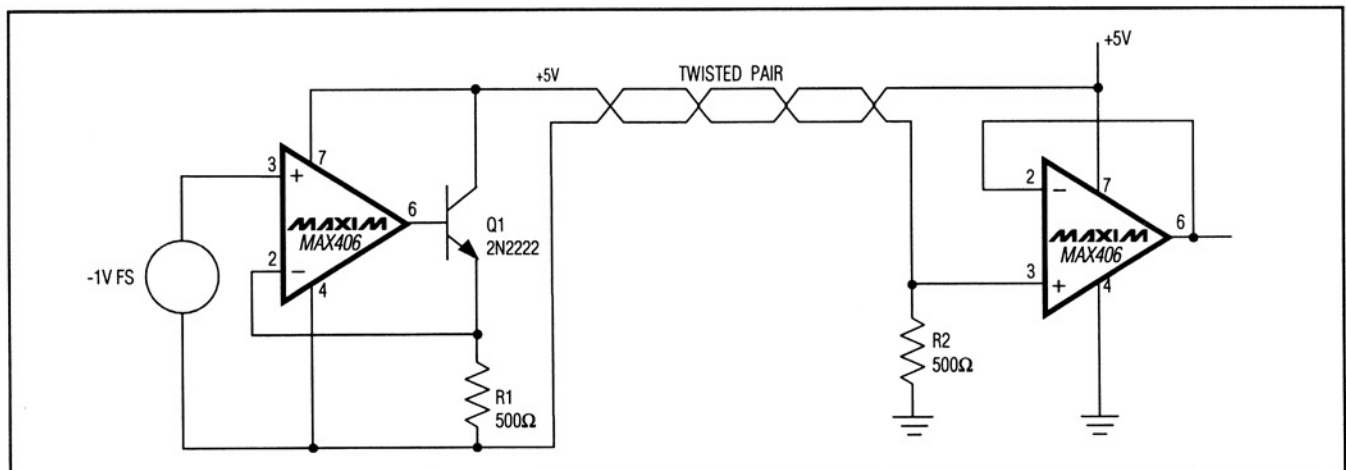 +5V
+5V
TWISTED PAIR
3
+
7
MAXIM
MAX406
6
2
−
4
Q1
2N2222
-1V FS
R1
500Ω
2
−
7
MAXIM
MAX406
6
3
+
4
R2
500Ω